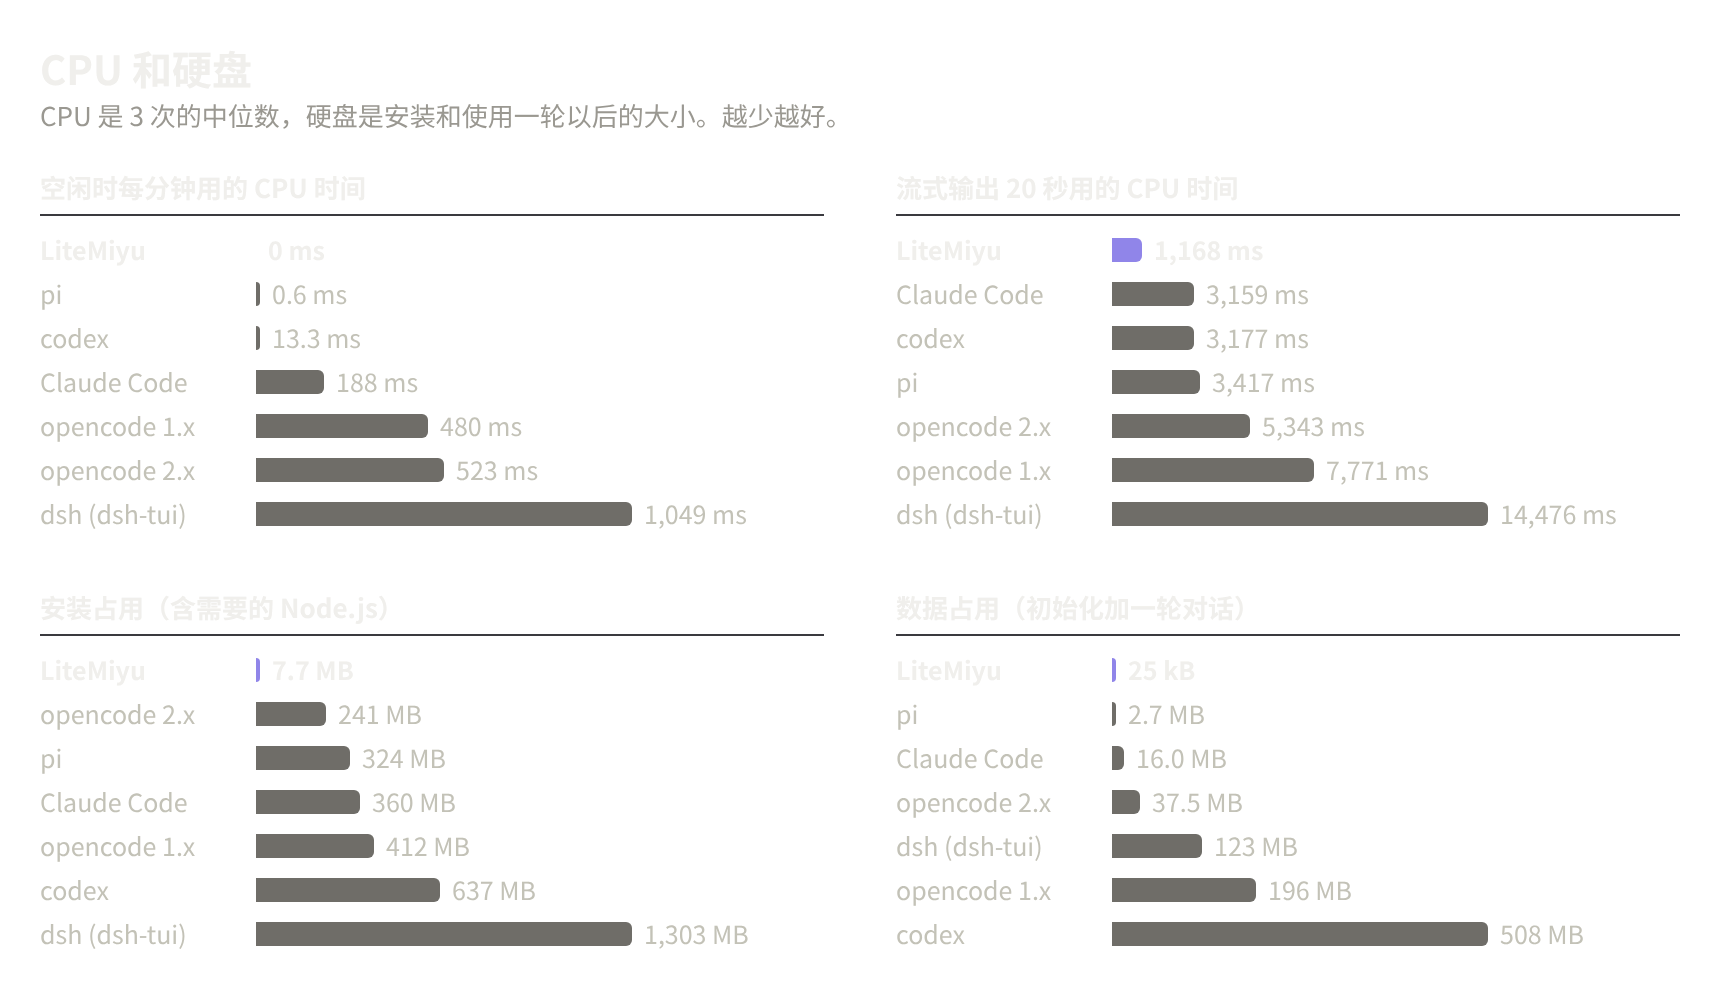 CPU 和硬盘
CPU 是 3 次的中位数，硬盘是安装和使用一轮以后的大小。越少越好。
空闲时每分钟用的 CPU 时间
LiteMiyu 0 ms
pi 0.6 ms
codex 13.3 ms
Claude Code 188 ms
opencode 1.x 480 ms
opencode 2.x 523 ms
dsh (dsh-tui) 1,049 ms
流式输出 20 秒用的 CPU 时间
LiteMiyu 1,168 ms
Claude Code 3,159 ms
codex 3,177 ms
pi 3,417 ms
opencode 2.x 5,343 ms
opencode 1.x 7,771 ms
dsh (dsh-tui) 14,476 ms
安装占用（含需要的 Node.js）
LiteMiyu 7.7 MB
opencode 2.x 241 MB
pi 324 MB
Claude Code 360 MB
opencode 1.x 412 MB
codex 637 MB
dsh (dsh-tui) 1,303 MB
数据占用（初始化加一轮对话）
LiteMiyu 25 kB
pi 2.7 MB
Claude Code 16.0 MB
opencode 2.x 37.5 MB
dsh (dsh-tui) 123 MB
opencode 1.x 196 MB
codex 508 MB